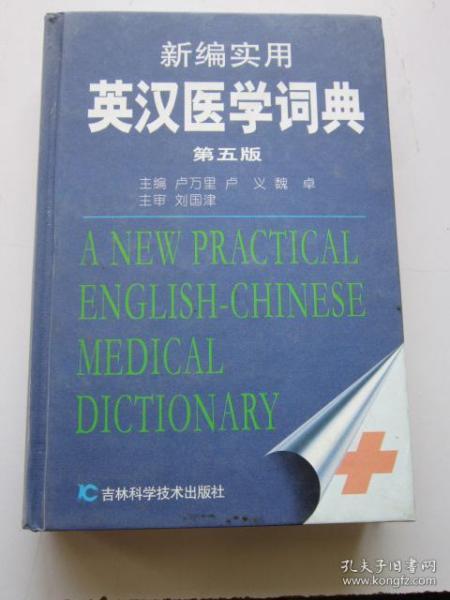 新编实用
英汉医学词典
第五版
主编 卢万里 卢 义 魏 卓
主审 刘国津
A NEW PRACTICAL
ENGLISH-CHINESE
MEDICAL
DICTIONARY
吉林科学技术出版社
孔夫子旧书网
www.kongfz.com